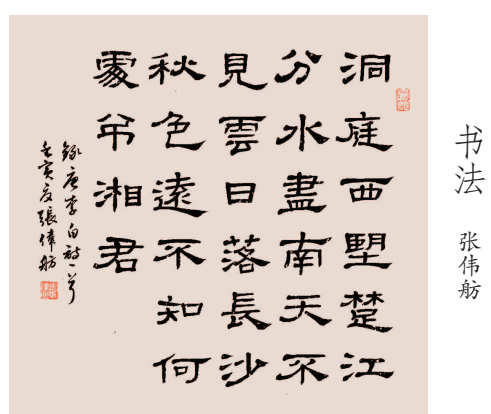 洞庭西望楚江
分水盡南天不
見雲日落長沙
秋色遠不知何
處弔湘君
錄唐李白詩一首
壬寅夏張偉舫
书法
张伟舫